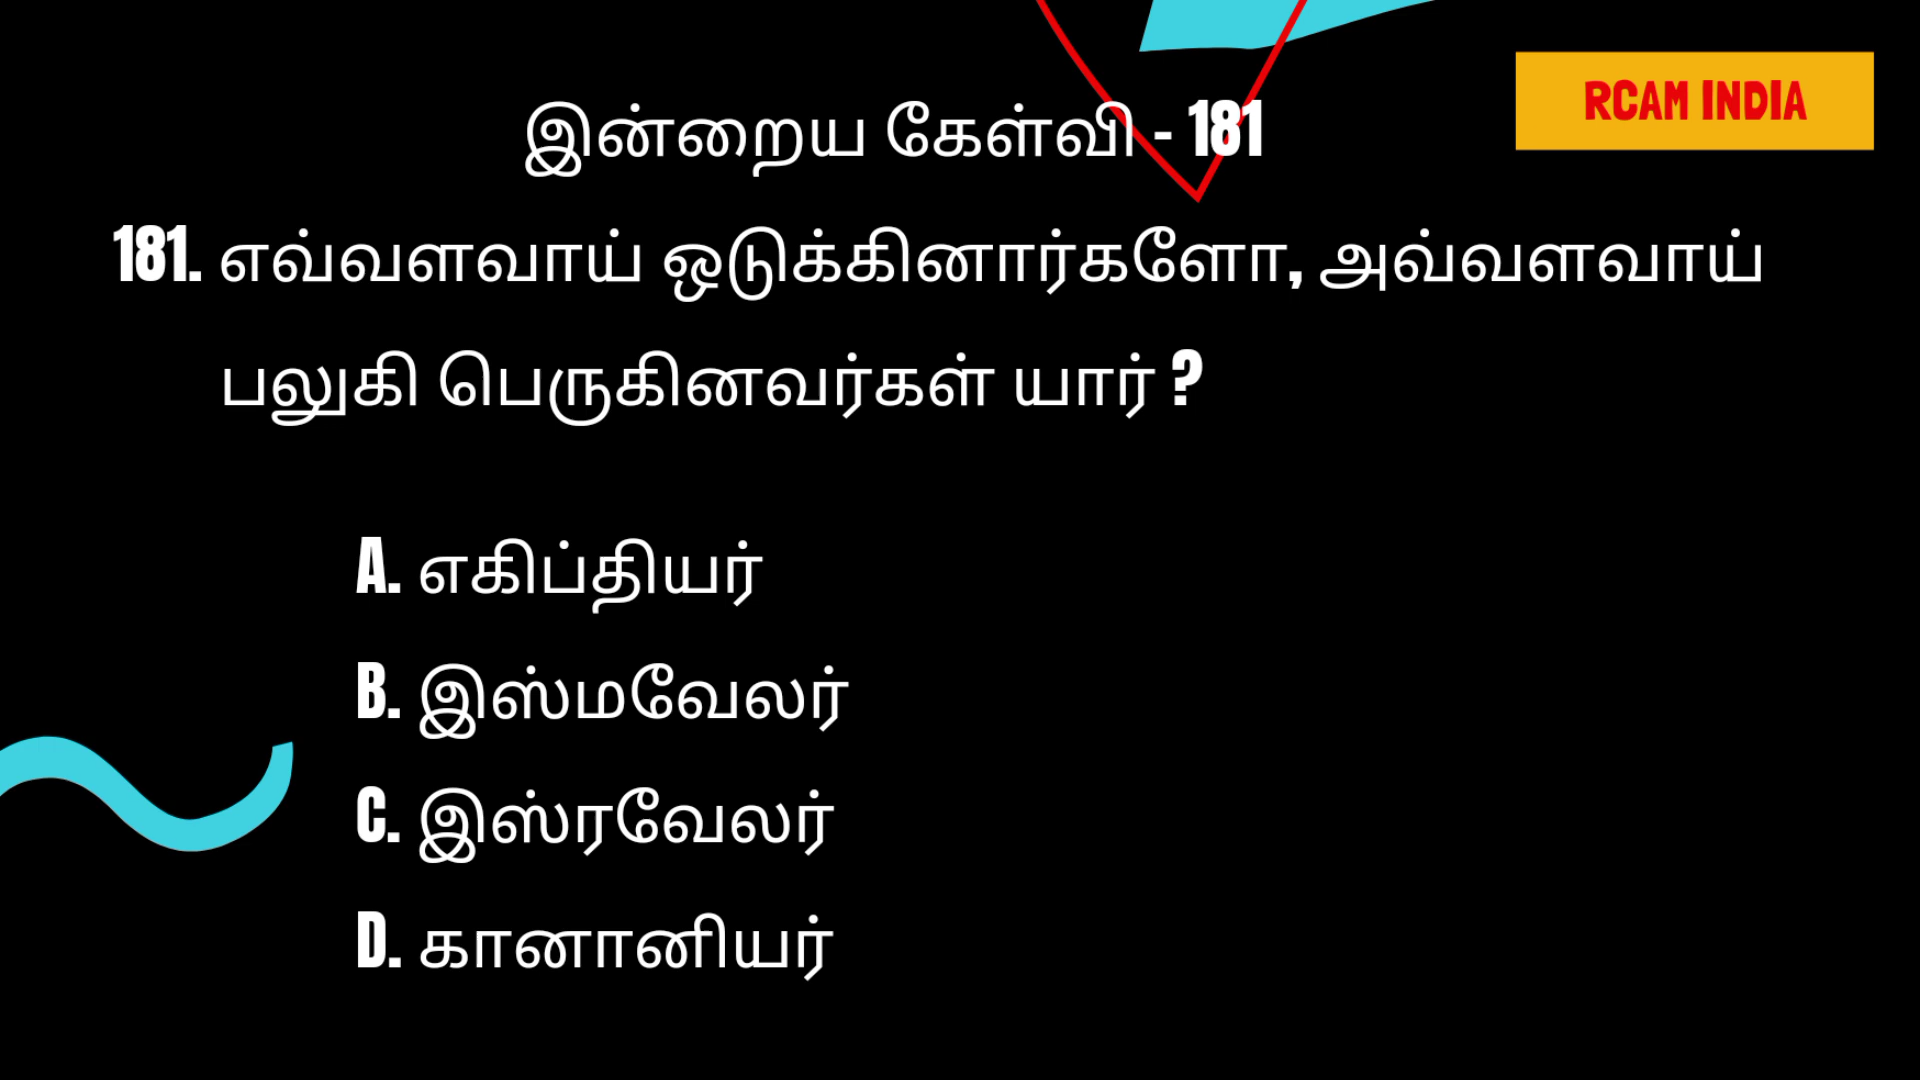 RCAM INDIA
இன்றைய கேள்வி - 181
181. எவ்வளவாய் ஒடுக்கினார்களோ, அவ்வளவாய்
பலுகி பெருகினவர்கள் யார் ?
A. எகிப்தியர்
B. இஸ்மவேலர்
C. இஸ்ரவேலர்
D. கானானியர்